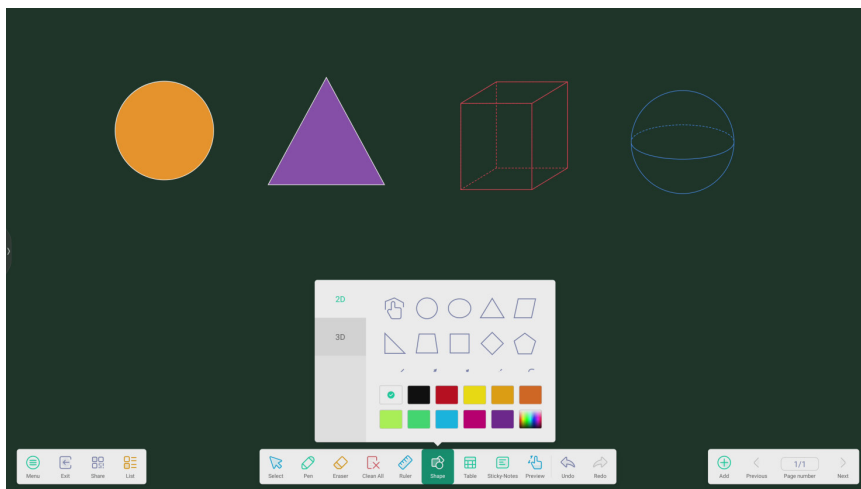 2D
3D
Menu
Exit
Share
List
Select
Pen
Eraser
Clean All
Ruler
Shape
Table
Sticky-Notes
Preview
Undo
Redo
Add
Previous
1/1
Page number
Next